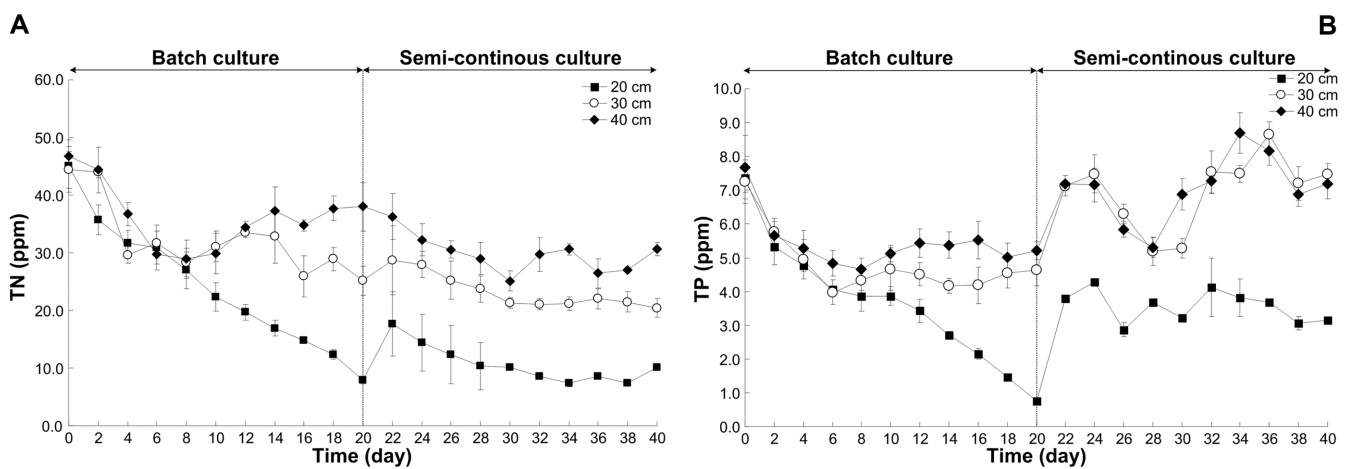 A
Batch culture
Semi-continous culture
60.0
50.0
40.0
30.0
20.0
10.0
0.0
TN (ppm)
20 cm
30 cm
40 cm
0 2 4 6 8 10 12 14 16 18 20 22 24 26 28 30 32 34 36 38 40
Time (day)
B
Batch culture
Semi-continous culture
10.0
9.0
8.0
7.0
6.0
5.0
4.0
3.0
2.0
1.0
0.0
TP (ppm)
20 cm
30 cm
40 cm
0 2 4 6 8 10 12 14 16 18 20 22 24 26 28 30 32 34 36 38 40
Time (day)